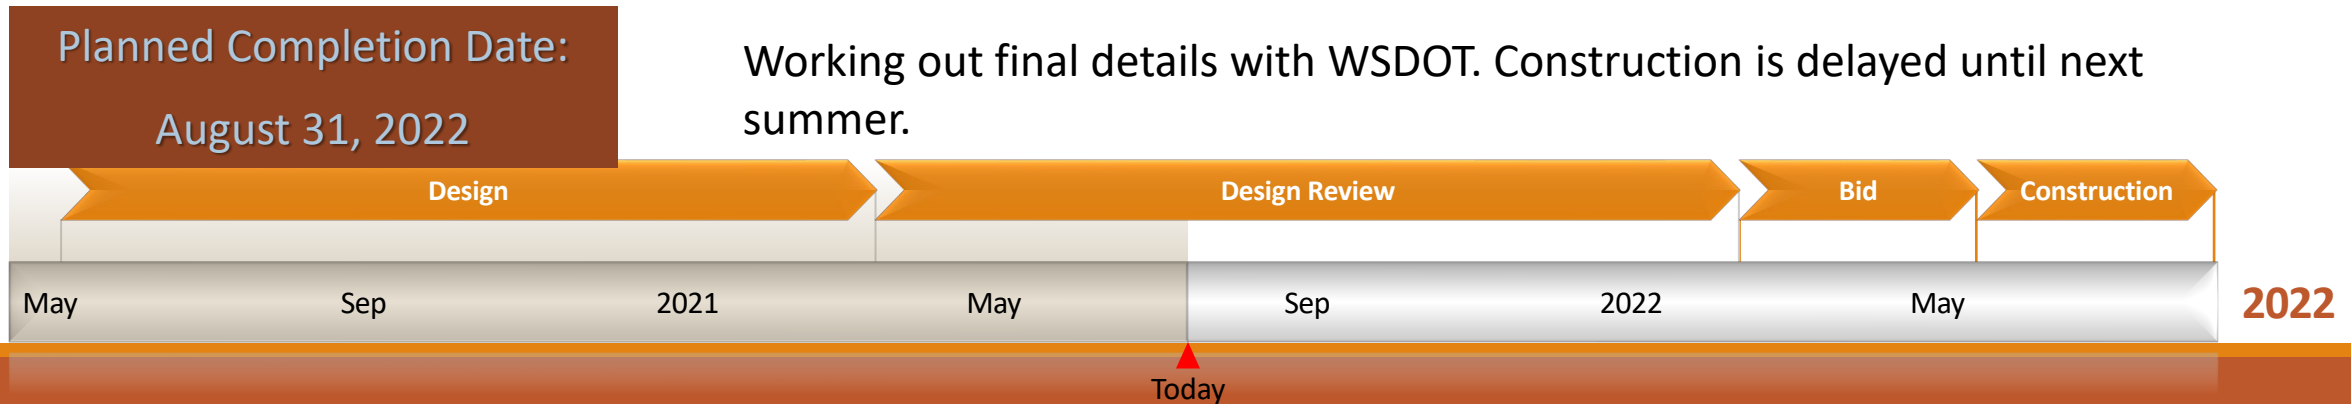 Planned Completion Date:
August 31, 2022
Working out final details with WSDOT. Construction is delayed until next
summer.
Design
Design Review
Bid
Construction
May
Sep
2021
May
Sep
2022
May
2022
Today